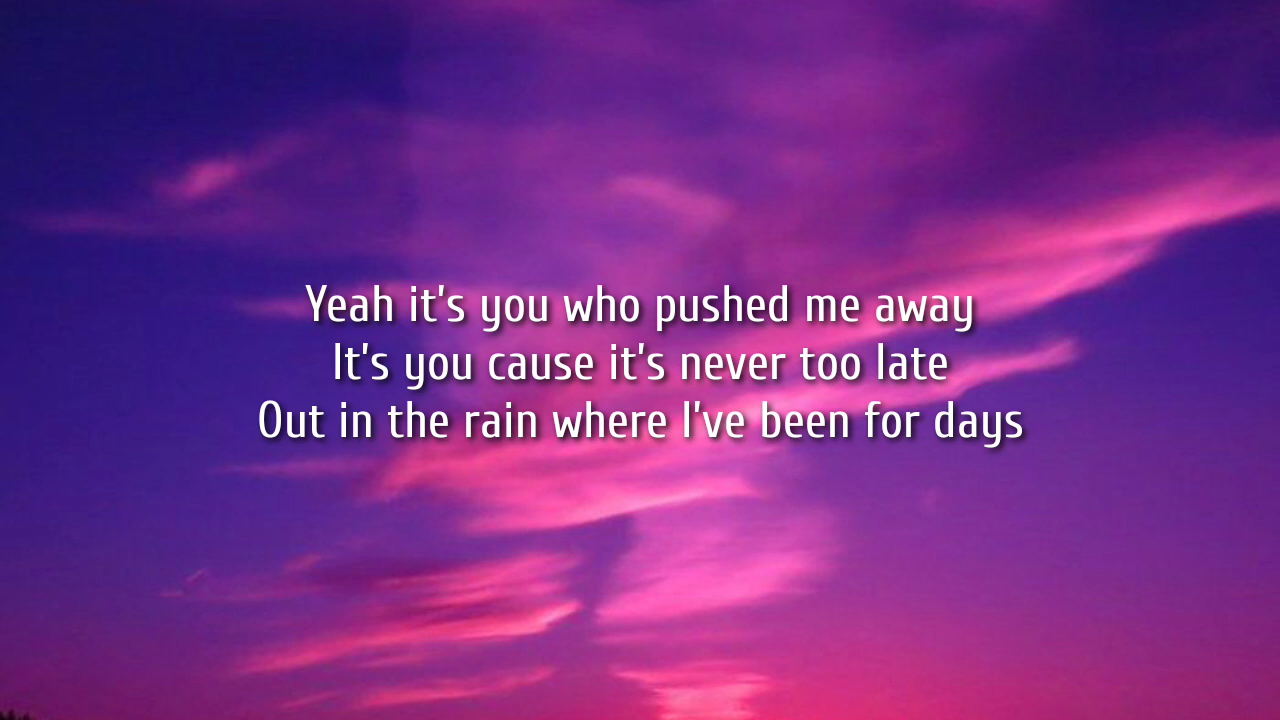 Yeah it's you who pushed me away
It's you cause it's never too late
Out in the rain where I've been for days